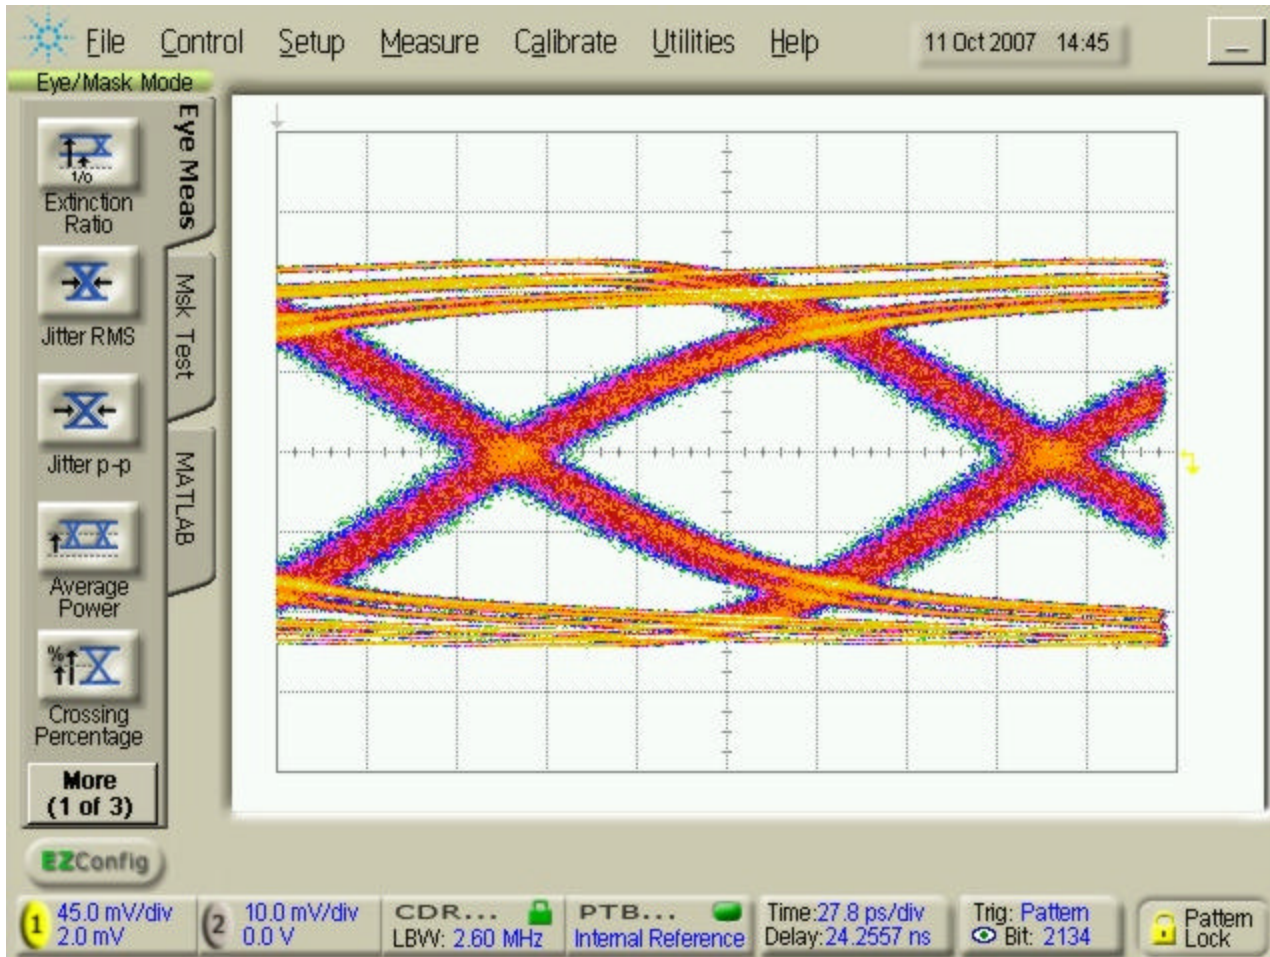 File Control Setup Measure Calibrate Utilities Help 11 Oct 2007 14:45
Eye/Mask Mode
Eye Meas
Msk Test
MATLAB
1/0
Extinction
Ratio
Jitter RMS
Jitter p-p
Average
Power
%
Crossing
Percentage
More
(1 of 3)
EZConfig
1
45.0 mV/div
2.0 mV
2
10.0 mV/div
0.0 V
CDR...
LBW: 2.60 MHz
PTB...
Internal Reference
Time:27.8 ps/div
Delay:24.2557 ns
Trig: Pattern
Bit: 2134
Pattern
Lock